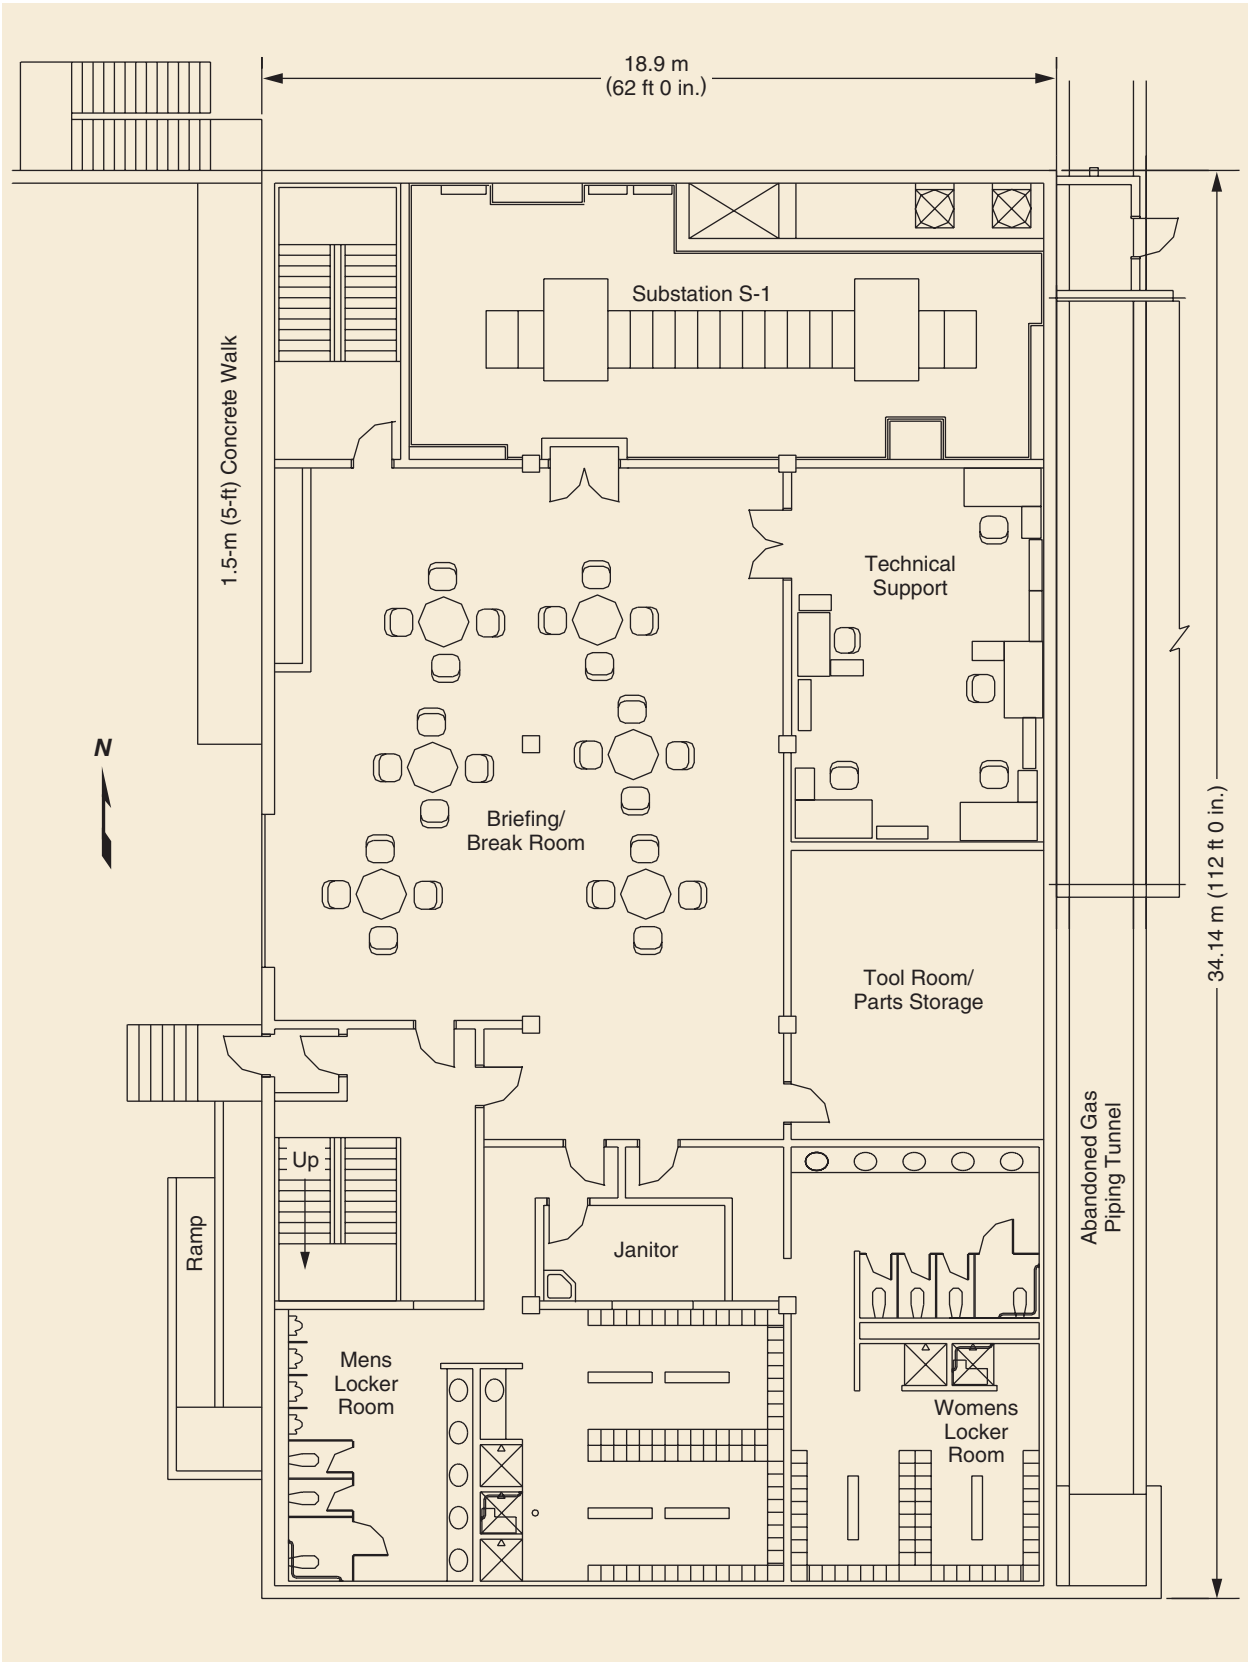 18.9 m
(62 ft 0 in.)
Substation S-1
1.5-m (5-ft) Concrete Walk
Technical
Support
N
Briefing/
Break Room
34.14 m (112 ft 0 in.)
Tool Room/
Parts Storage
Abandoned Gas
Piping Tunnel
Up
Ramp
Janitor
Mens
Locker
Room
Womens
Locker
Room